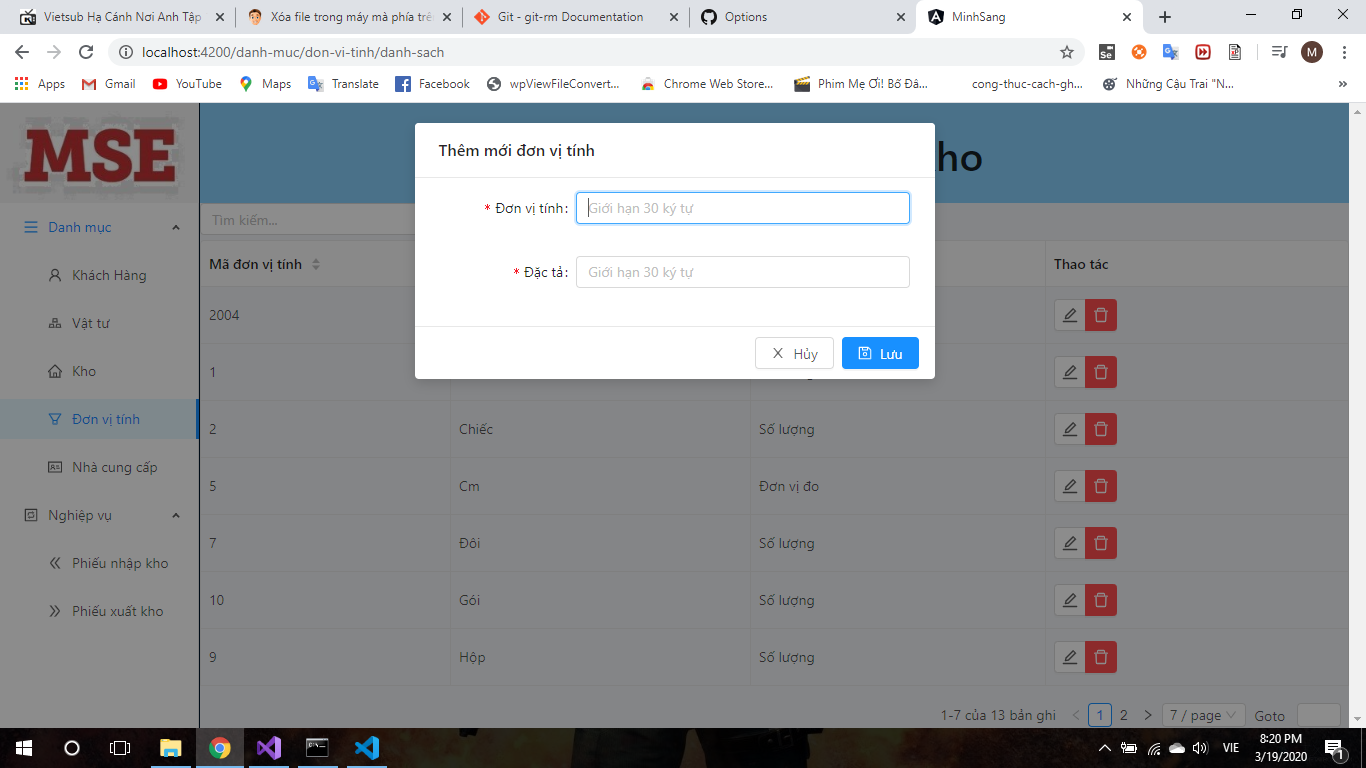 Vietsub Hạ Cánh Nơi Anh Tập
Xóa file trong máy mà phía trê
Git - git-rm Documentation
Options
MinhSang
localhost:4200/danh-muc/don-vi-tinh/danh-sach
M
Apps
Gmail
YouTube
Maps
Translate
Facebook
wpViewFileConvert...
Chrome Web Store...
Phim Mẹ Ơi! Bố Đâ...
cong-thuc-cach-gh...
Những Cậu Trai "N...
MSE
ho
Thêm mới đơn vị tính
* Đơn vị tính:
Giới hạn 30 ký tự
* Đặc tả:
Giới hạn 30 ký tự
Hủy
Lưu
Danh mục
Khách Hàng
Vật tư
Kho
Đơn vị tính
Nhà cung cấp
Nghiệp vụ
Phiếu nhập kho
Phiếu xuất kho
Tìm kiếm...
Mã đơn vị tính
Thao tác
2004
1
2 Chiếc Số lượng
5 Cm Đơn vị đo
7 Đôi Số lượng
10 Gói Số lượng
9 Hộp Số lượng
1-7 của 13 bản ghi
1 2
7 / page
Goto
VIE
8:20 PM
3/19/2020
1